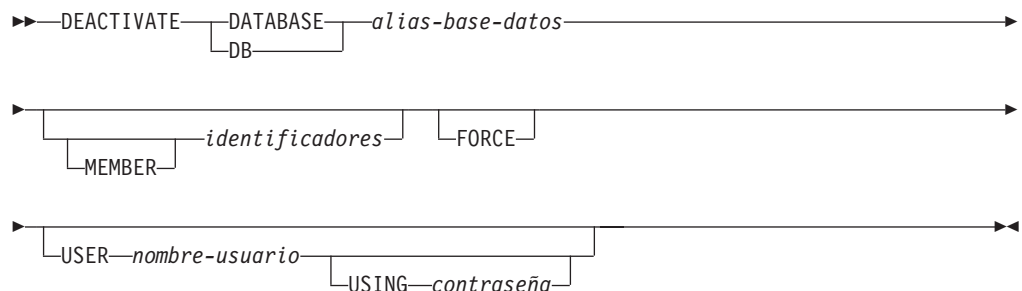 DEACTIVATE DATABASE alias-base-datos
DB
identificadores FORCE
MEMBER
USER nombre-usuario
USING contraseña